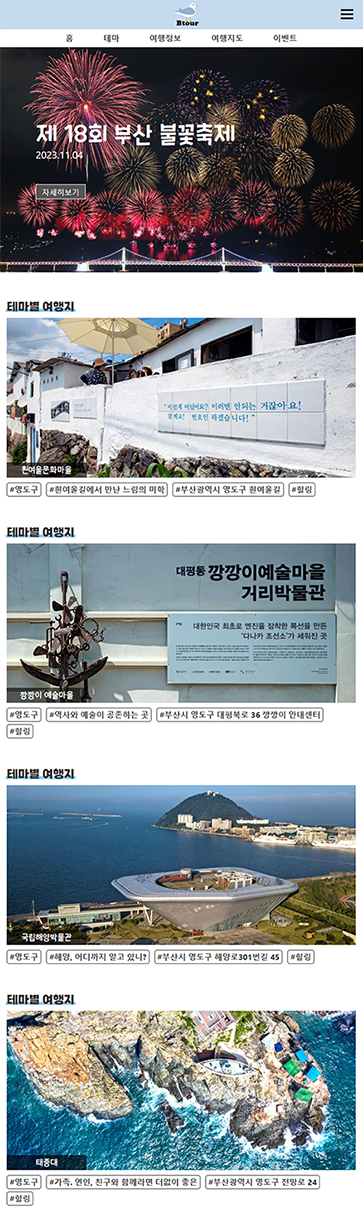 Btour
홈 테마 여행정보 여행지도 이벤트
제 18회 부산 불꽃축제
2023.11.04
자세히보기
테마별 여행지
"이런게 어딨어요? 이러면 안되는 거잖아요!
할게요! 변호인 하겠습니다!"
흰여울문화마을
#영도구 #흰여울길에서 만난 느림의 미학 #부산광역시 영도구 흰여울길 #힐링
테마별 여행지
대평동 깡깡이예술마을
거리박물관
대한민국 최초로 엔진을 장착한 목선을 만든
'다나카 조선소'가 세워진 곳
깡깡이 예술마을
#영도구 #역사와 예술이 공존하는 곳 #부산시 영도구 대평북로 36 깡깡이 안내센터
#힐링
테마별 여행지
국립해양박물관
#영도구 #해양, 어디까지 알고 있니? #부산시 영도구 해양로301번길 45 #힐링
테마별 여행지
태종대
#영도구 #가족, 연인, 친구와 함께라면 더없이 좋은 #부산광역시 영도구 전망로 24
#힐링